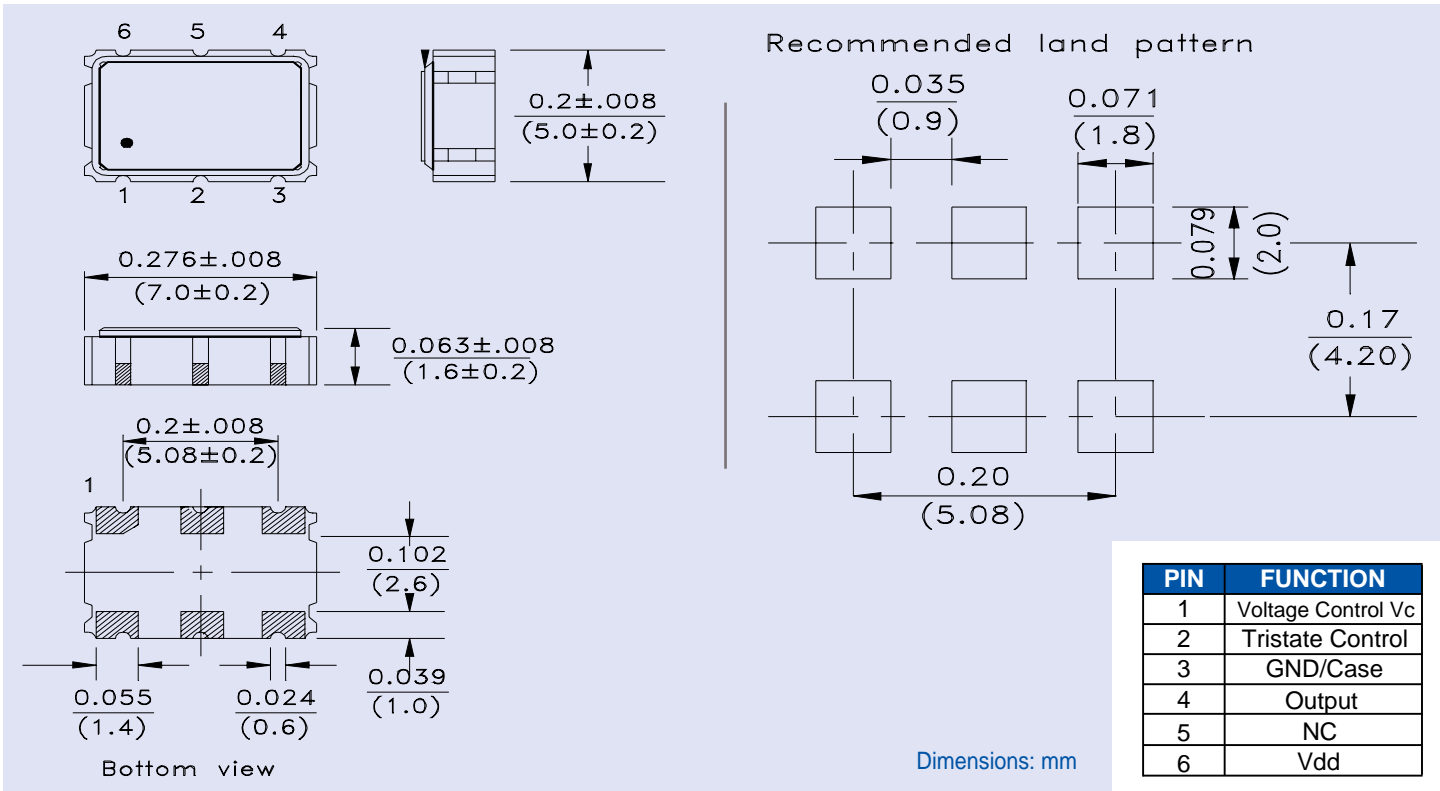 6 5 4
1 2 3
0.2±.008
(5.0±0.2)
0.276±.008
(7.0±0.2)
0.063±.008
(1.6±0.2)
0.2±.008
(5.08±0.2)
1
0.102
(2.6)
0.039
(1.0)
0.055
(1.4)
0.024
(0.6)
Bottom view
Recommended land pattern
0.035
(0.9)
0.071
(1.8)
0.079
(2.0)
0.17
(4.20)
0.20
(5.08)
Dimensions: mm
PIN FUNCTION
1 Voltage Control Vc
2 Tristate Control
3 GND/Case
4 Output
5 NC
6 Vdd